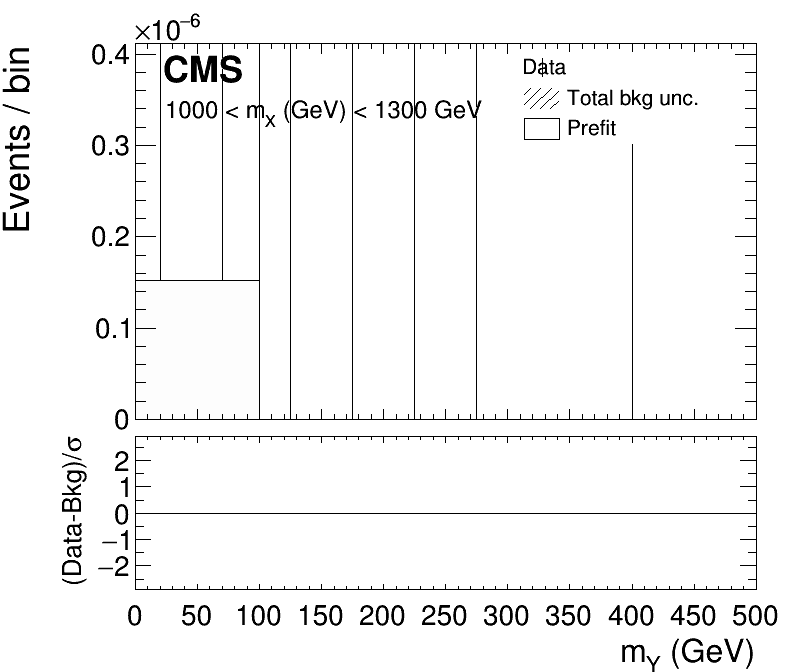 ×10⁻⁶
CMS
1000 < mX (GeV) < 1300 GeV
Data
Total bkg unc.
Prefit
Events / bin
0.4
0.3
0.2
0.1
0
(Data-Bkg)/σ
2
1
0
−1
−2
0 50 100 150 200 250 300 350 400 450 500
mY (GeV)